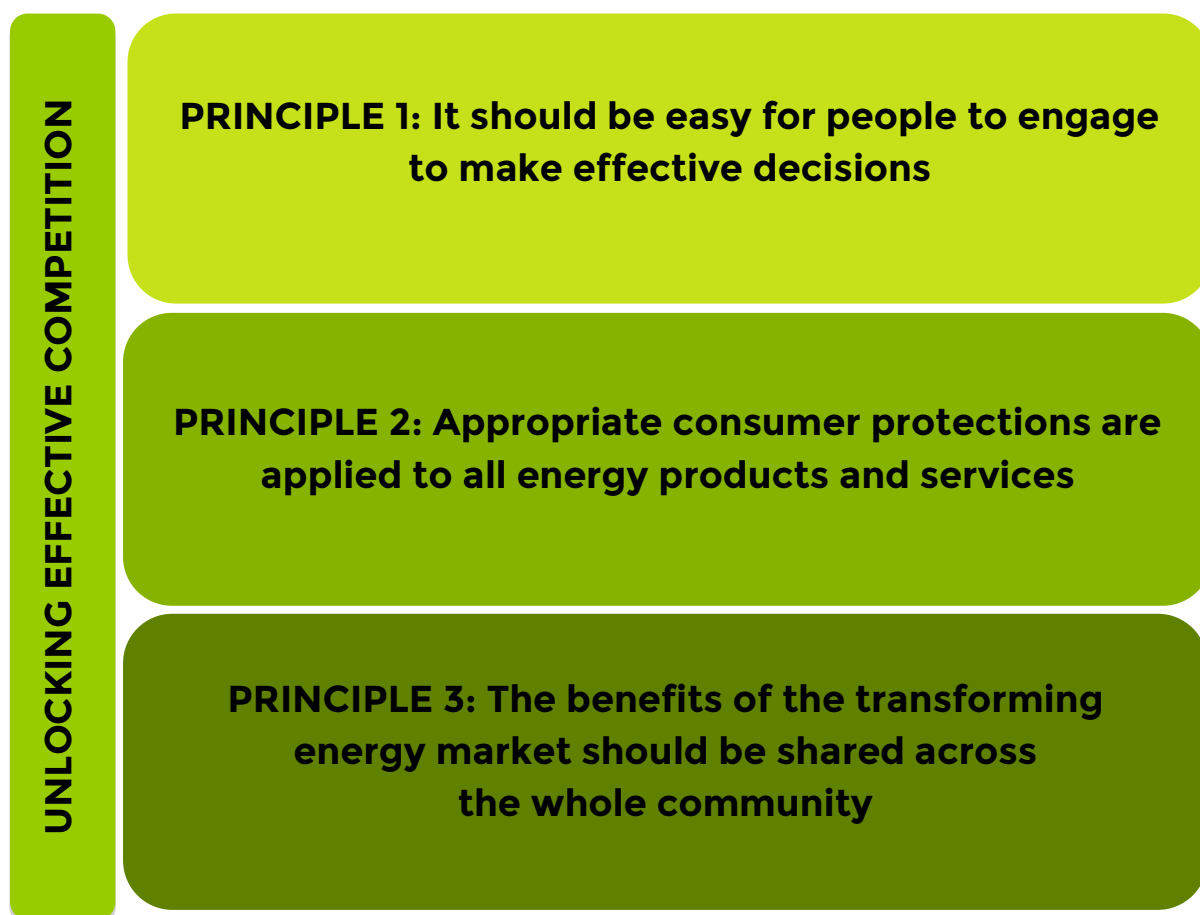 UNLOCKING EFFECTIVE COMPETITION
PRINCIPLE 1: It should be easy for people to engage
to make effective decisions
PRINCIPLE 2: Appropriate consumer protections are
applied to all energy products and services
PRINCIPLE 3: The benefits of the transforming
energy market should be shared across
the whole community